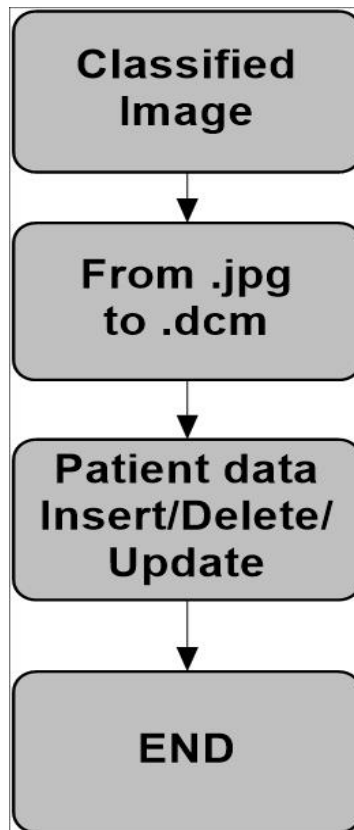 Classified
Image
From .jpg
to .dcm
Patient data
Insert/Delete/
Update
END